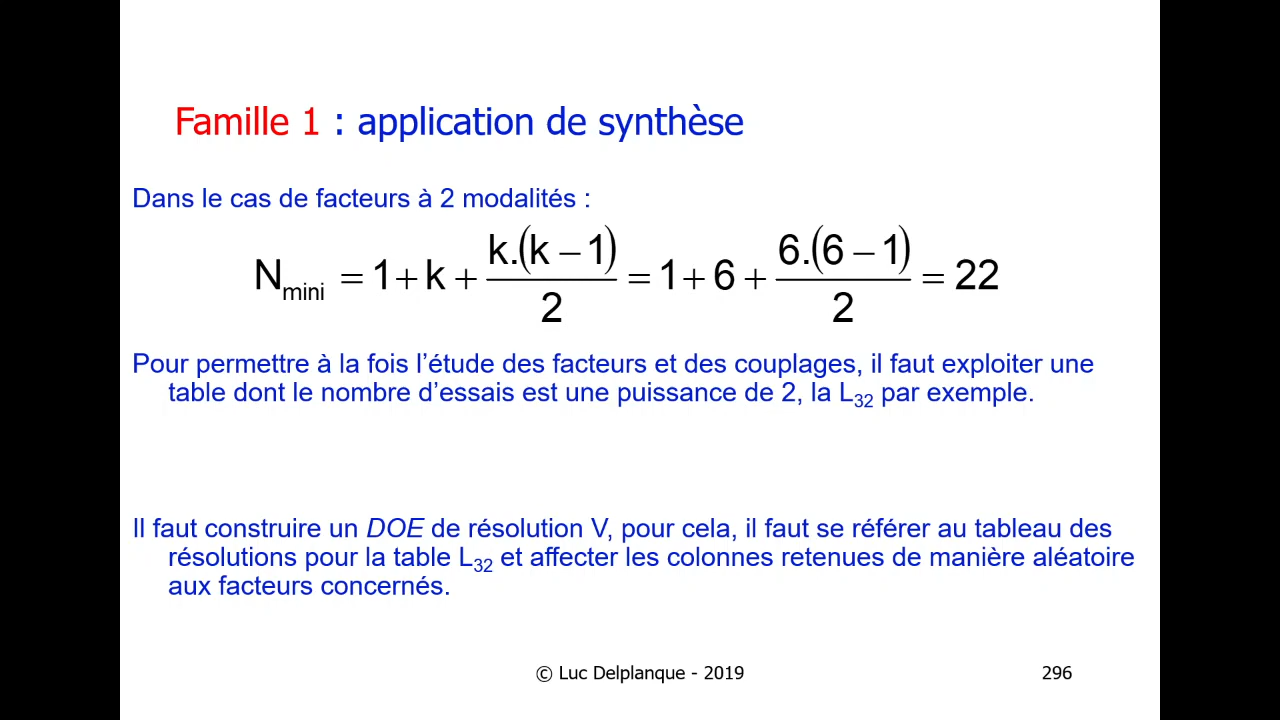 Famille 1 : application de synthèse
Dans le cas de facteurs à 2 modalités :
N_mini = 1 + k + k.(k − 1)/2 = 1 + 6 + 6.(6 − 1)/2 = 22
Pour permettre à la fois l’étude des facteurs et des couplages, il faut exploiter une
table dont le nombre d’essais est une puissance de 2, la L32 par exemple.
Il faut construire un DOE de résolution V, pour cela, il faut se référer au tableau des
résolutions pour la table L32 et affecter les colonnes retenues de manière aléatoire
aux facteurs concernés.
© Luc Delplanque - 2019
296